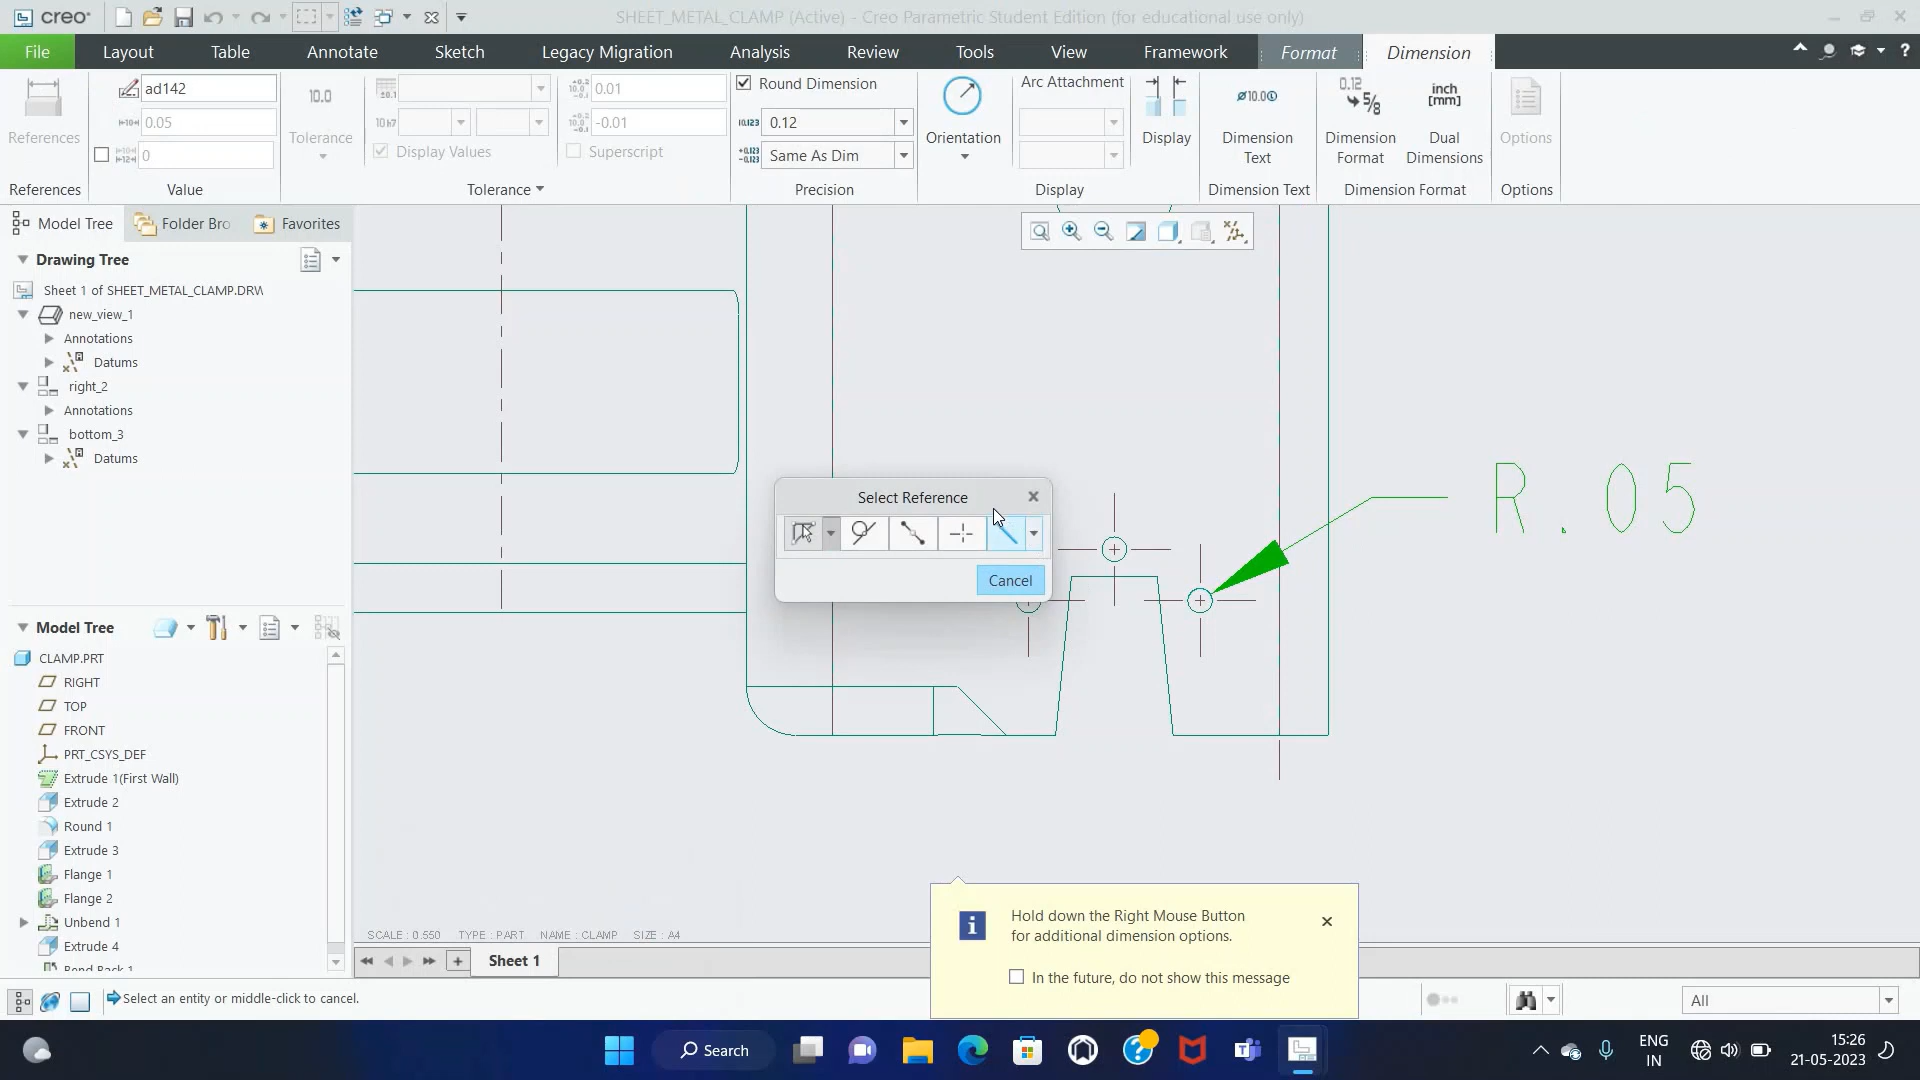 creo
SHEET_METAL_CLAMP (Active) - Creo Parametric Student Edition (for educational use only)
File Layout Table Annotate Sketch Legacy Migration Analysis Review Tools View Framework Format Dimension
ad142
0.05
0
References
References
Value
10.0
Tolerance
10h7
Display Values
0.01
-0.01
Superscript
Tolerance
Round Dimension
0.12
Same As Dim
Precision
Orientation
Arc Attachment
Display
Display
Ø10.0
Dimension Text
Dimension Text
0.12
5/8
Dimension Format
inch
[mm]
Dual Dimensions
Dimension Format
Options
Options
Model Tree Folder Bro Favorites
Drawing Tree
Sheet 1 of SHEET_METAL_CLAMP.DRW
new_view_1
Annotations
Datums
right_2
Annotations
bottom_3
Datums
Model Tree
CLAMP.PRT
RIGHT
TOP
FRONT
PRT_CSYS_DEF
Extrude 1(First Wall)
Extrude 2
Round 1
Extrude 3
Flange 1
Flange 2
Unbend 1
Extrude 4
Bend Back 1
Select Reference
Cancel
R.05
Hold down the Right Mouse Button
for additional dimension options.
In the future, do not show this message
SCALE : 0.550 TYPE : PART NAME : CLAMP SIZE : A4
Sheet 1
Select an entity or middle-click to cancel.
All
Search
ENG
IN
15:26
21-05-2023